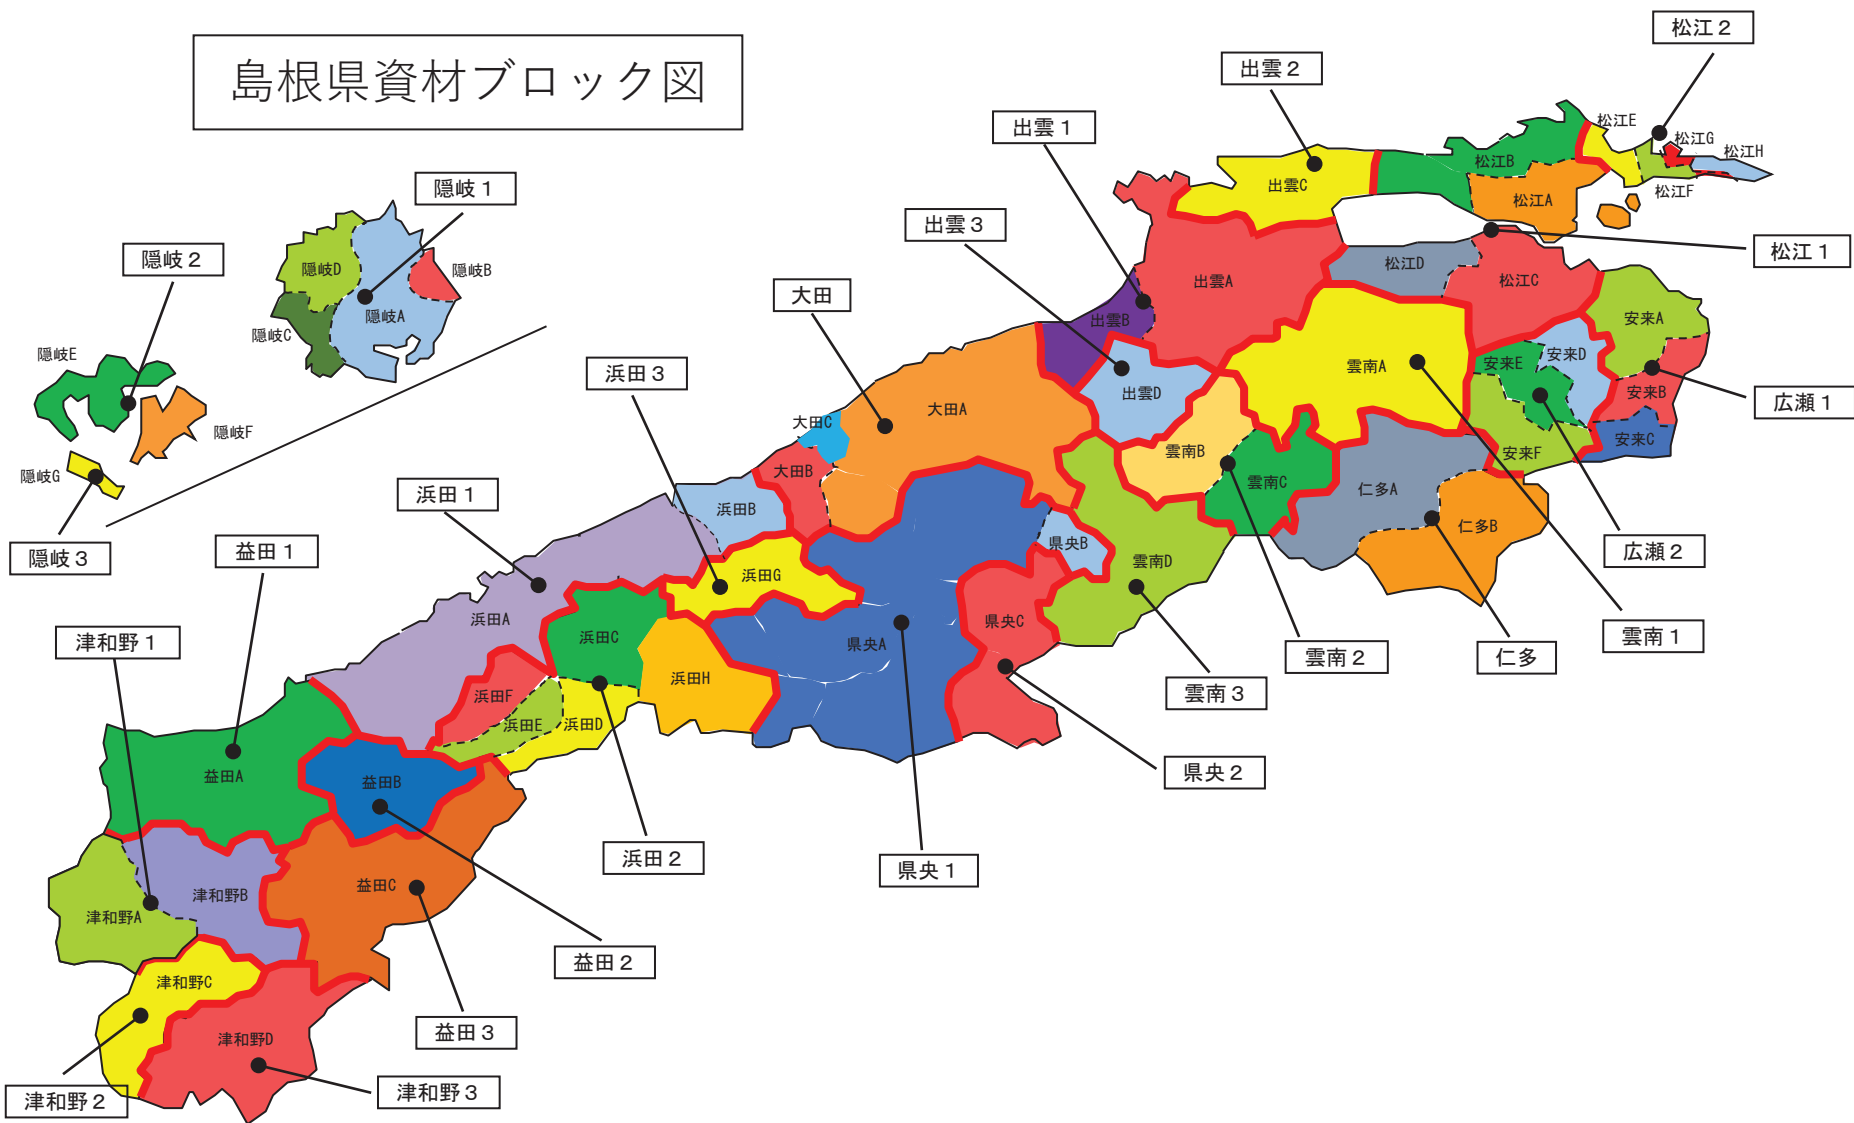 島根県資材ブロック図
松江２
出雲２
出雲１
松江E
松江G
松江H
松江B
松江F
松江A
出雲C
隠岐１
出雲３
松江１
隠岐２
隠岐D
隠岐B
松江D
松江C
出雲A
大田
隠岐A
隠岐C
出雲B
安来A
隠岐E
浜田３
安来D
安来E
雲南A
安来B
広瀬１
出雲D
大田A
大田C
隠岐F
安来C
雲南B
安来F
大田B
隠岐G
雲南C
仁多A
浜田１
浜田B
仁多B
県央B
広瀬２
隠岐３
益田１
雲南D
浜田G
浜田A
県央C
雲南１
津和野１
浜田C
県央A
雲南２
仁多
浜田H
雲南３
浜田F
浜田E
浜田D
益田A
益田B
県央２
浜田２
県央１
益田C
津和野B
津和野A
益田２
津和野C
益田３
津和野D
津和野２
津和野３